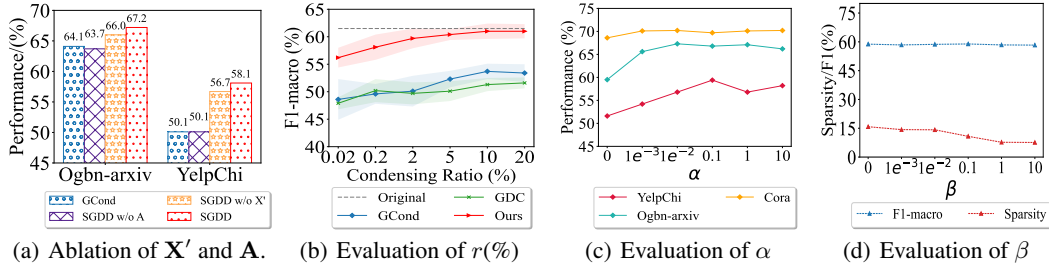 Performance/(%)
70
65
60
55
50
45
64.1
63.7
66.0
67.2
50.1
50.1
56.7
58.1
Ogbn-arxiv YelpChi
GCond SGDD w/o X'
SGDD w/o A SGDD
(a) Ablation of X′ and A.
F1-macro (%)
65
60
55
50
45
40
0.02 0.2 2 5 10 20
Condensing Ratio (%)
Original GDC
GCond Ours
(b) Evaluation of r(%)
Performance (%)
80
75
70
65
60
55
50
45
0 1e⁻³ 1e⁻² 0.1 1 10
α
YelpChi Cora
Ogbn-arxiv
(c) Evaluation of α
Sparsity/F1(%)
75
60
45
30
15
0
0 1e⁻³ 1e⁻² 0.1 1 10
β
F1-macro Sparsity
(d) Evaluation of β